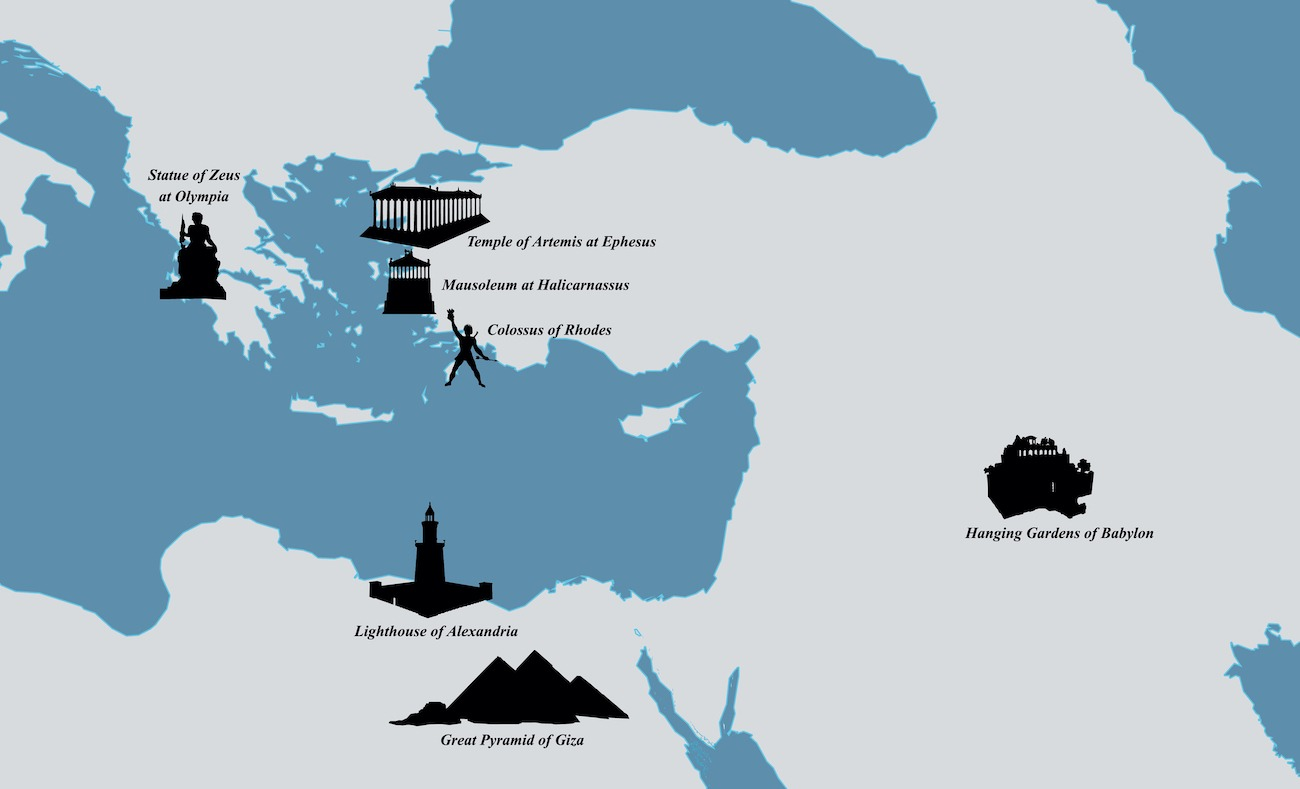 Statue of Zeus
at Olympia
Temple of Artemis at Ephesus
Mausoleum at Halicarnassus
Colossus of Rhodes
Hanging Gardens of Babylon
Lighthouse of Alexandria
Great Pyramid of Giza